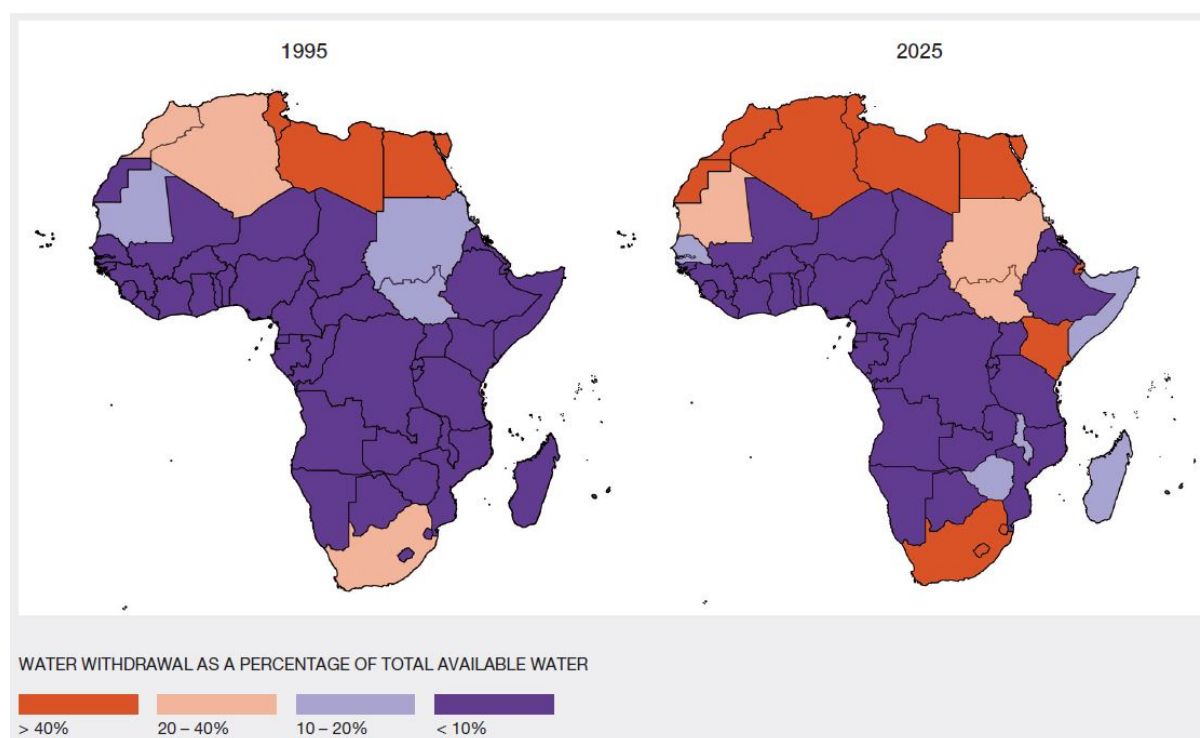 1995 2025
WATER WITHDRAWAL AS A PERCENTAGE OF TOTAL AVAILABLE WATER
> 40% 20 – 40% 10 – 20% < 10%